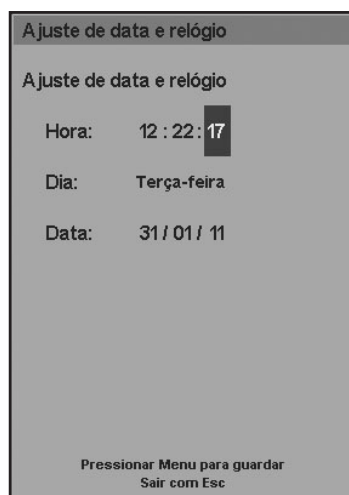 Ajuste de data e relógio
Ajuste de data e relógio
Hora: 12 : 22 : 17
Dia: Terça-feira
Data: 31 / 01 / 11
Pressionar Menu para guardar
Sair com Esc